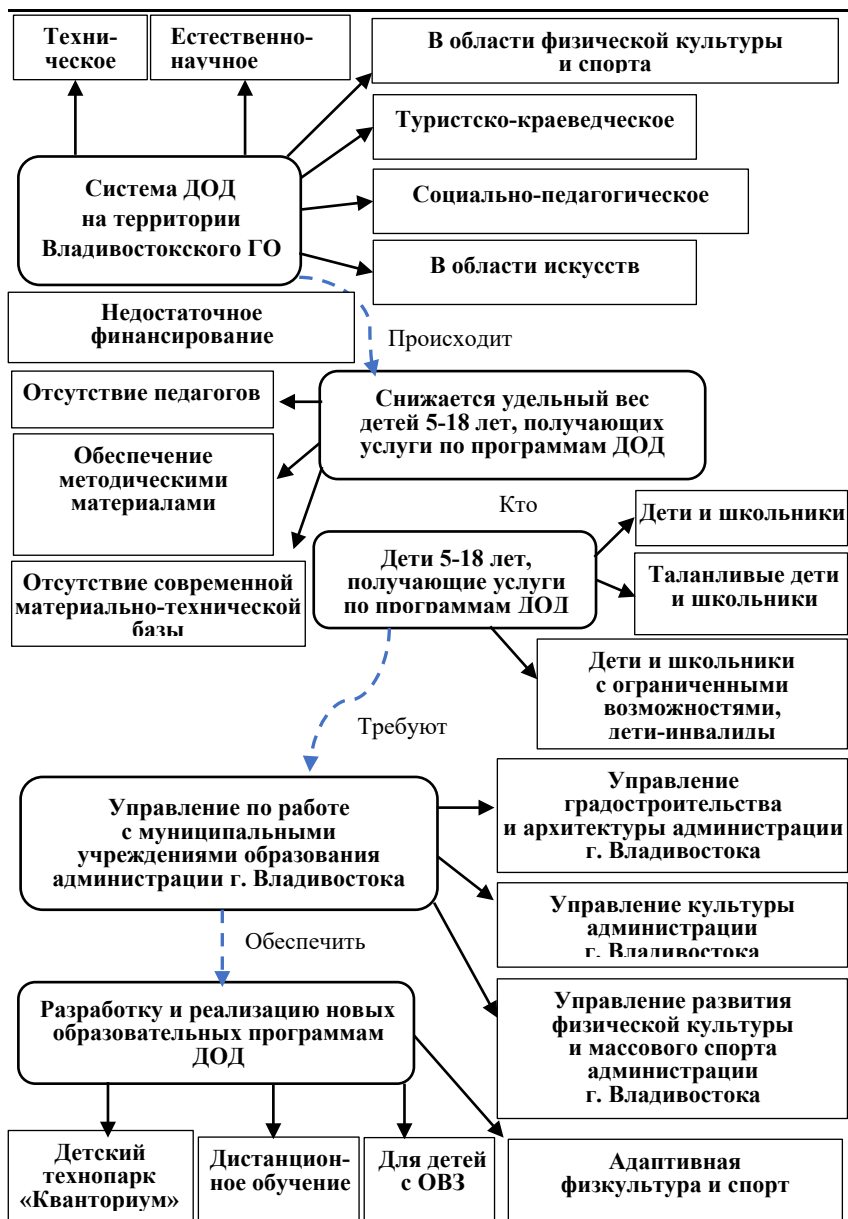 Техни-
ческое
Естественно-
научное
В области физической культуры
и спорта
Туристско-краеведческое
Система ДОД
на территории
Владивостокского ГО
Социально-педагогическое
В области искусств
Недостаточное
финансирование
Происходит
Отсутствие педагогов
Снижается удельный вес
детей 5-18 лет, получающих
услуги по программам ДОД
Обеспечение
методическими
материалами
Кто
Дети и школьники
Отсутствие современной
материально-технической
базы
Дети 5-18 лет,
получающие услуги
по программам ДОД
Таланливые дети
и школьники
Дети и школьники
с ограниченными
возможностями,
дети-инвалиды
Требуют
Управление по работе
с муниципальными
учреждениями образования
администрации г. Владивостока
Управление
градостроительства
и архитектуры администрации
г. Владивостока
Управление культуры
администрации
г. Владивостока
Обеспечить
Разработку и реализацию новых
образовательных программам
ДОД
Управление развития
физической культуры
и массового спорта
администрации
г. Владивостока
Детский
технопарк
«Кванториум»
Дистанцион-
ное обучение
Для детей
с ОВЗ
Адаптивная
физкультура и спорт